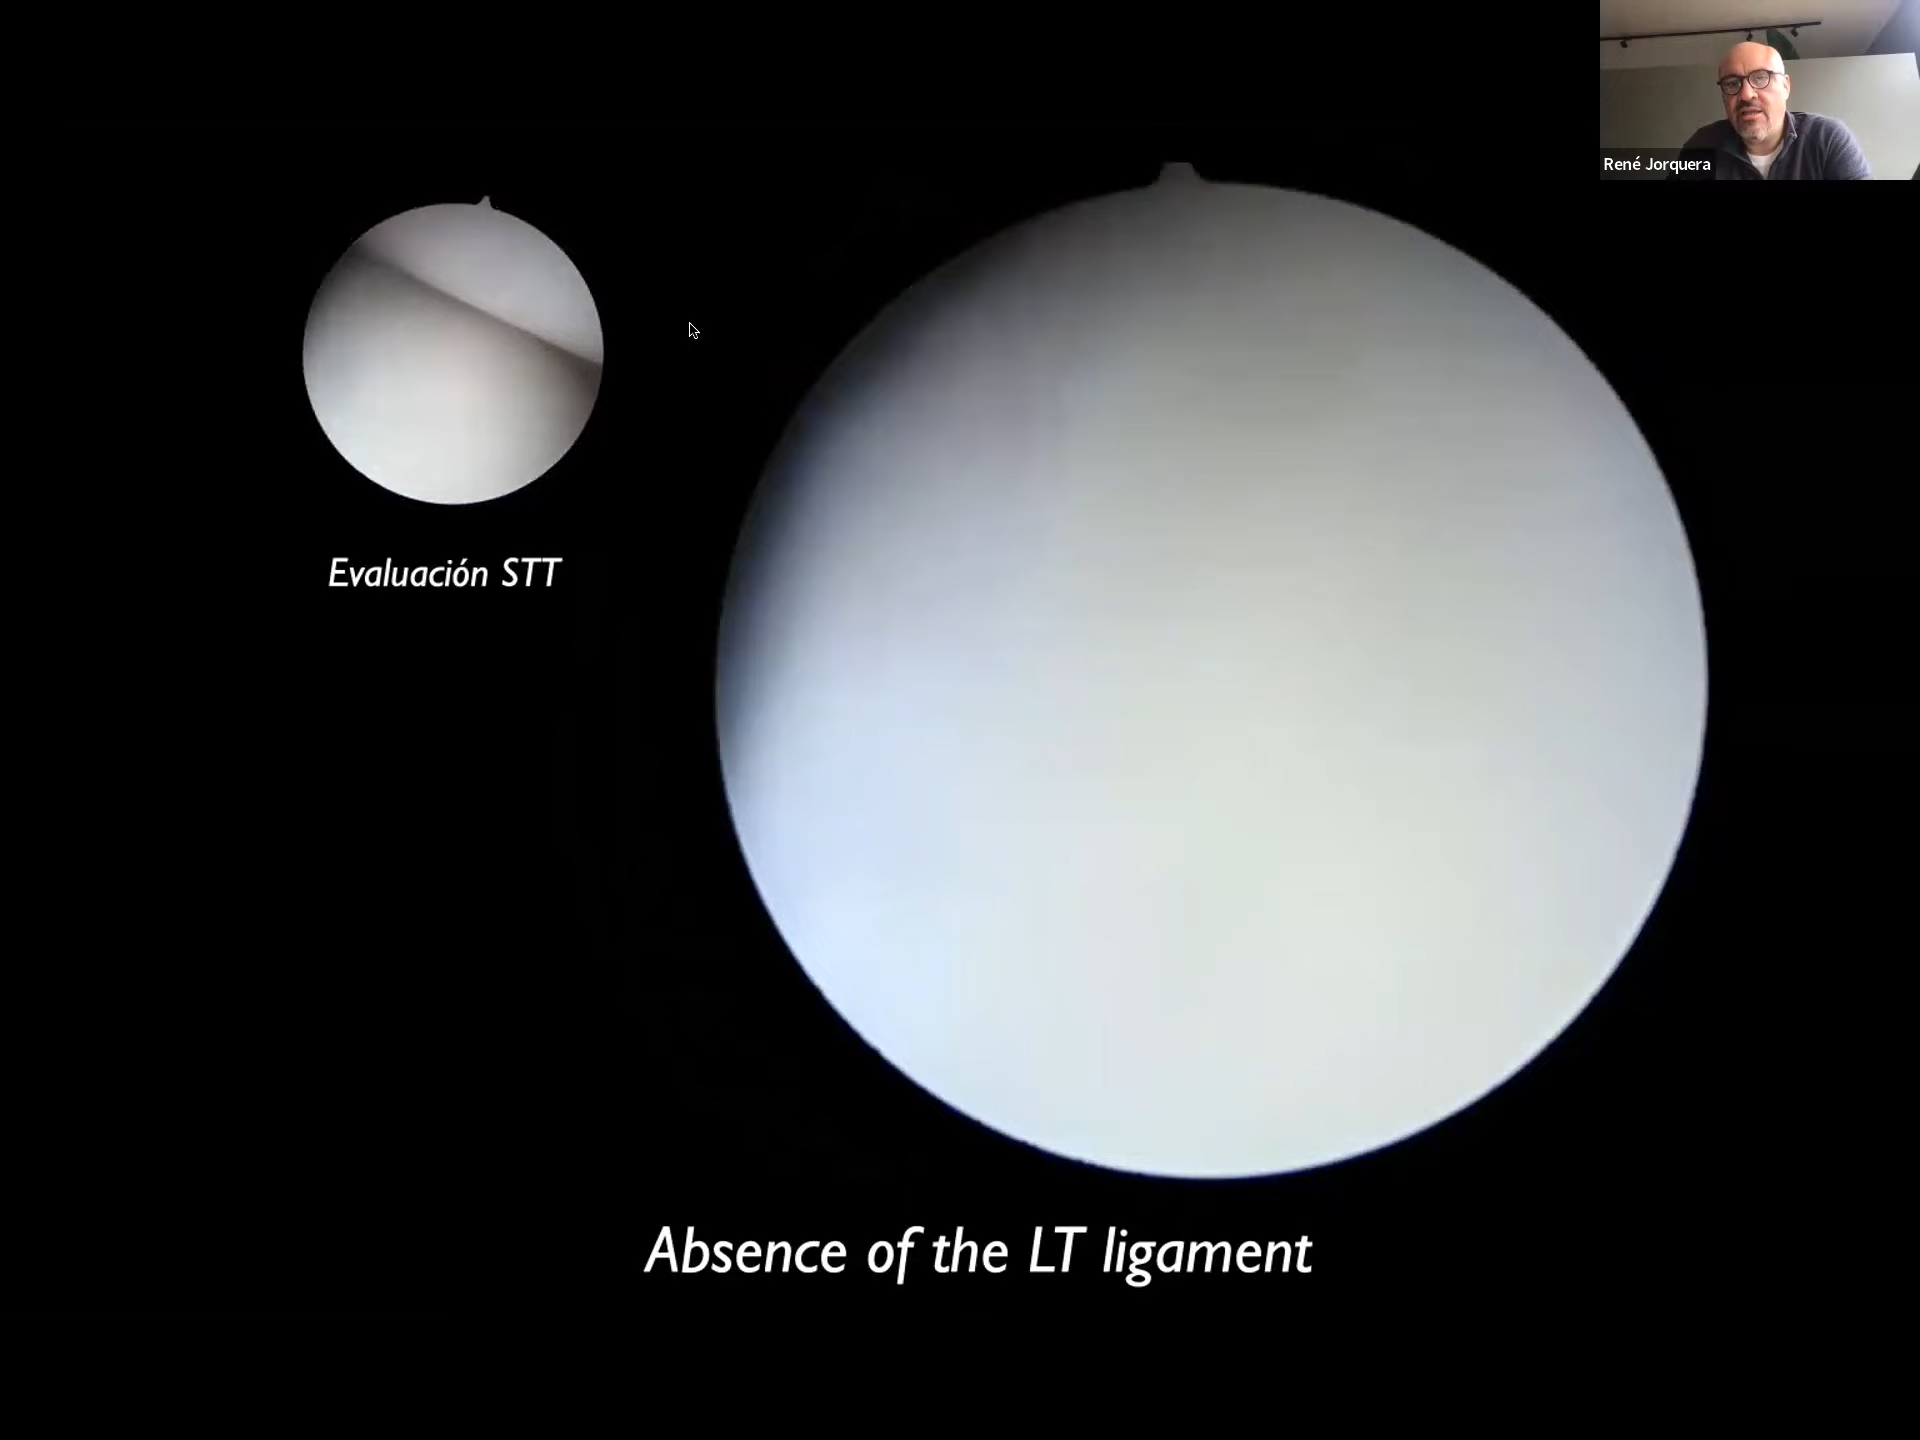 René Jorquera
Evaluación STT
Absence of the LT ligament